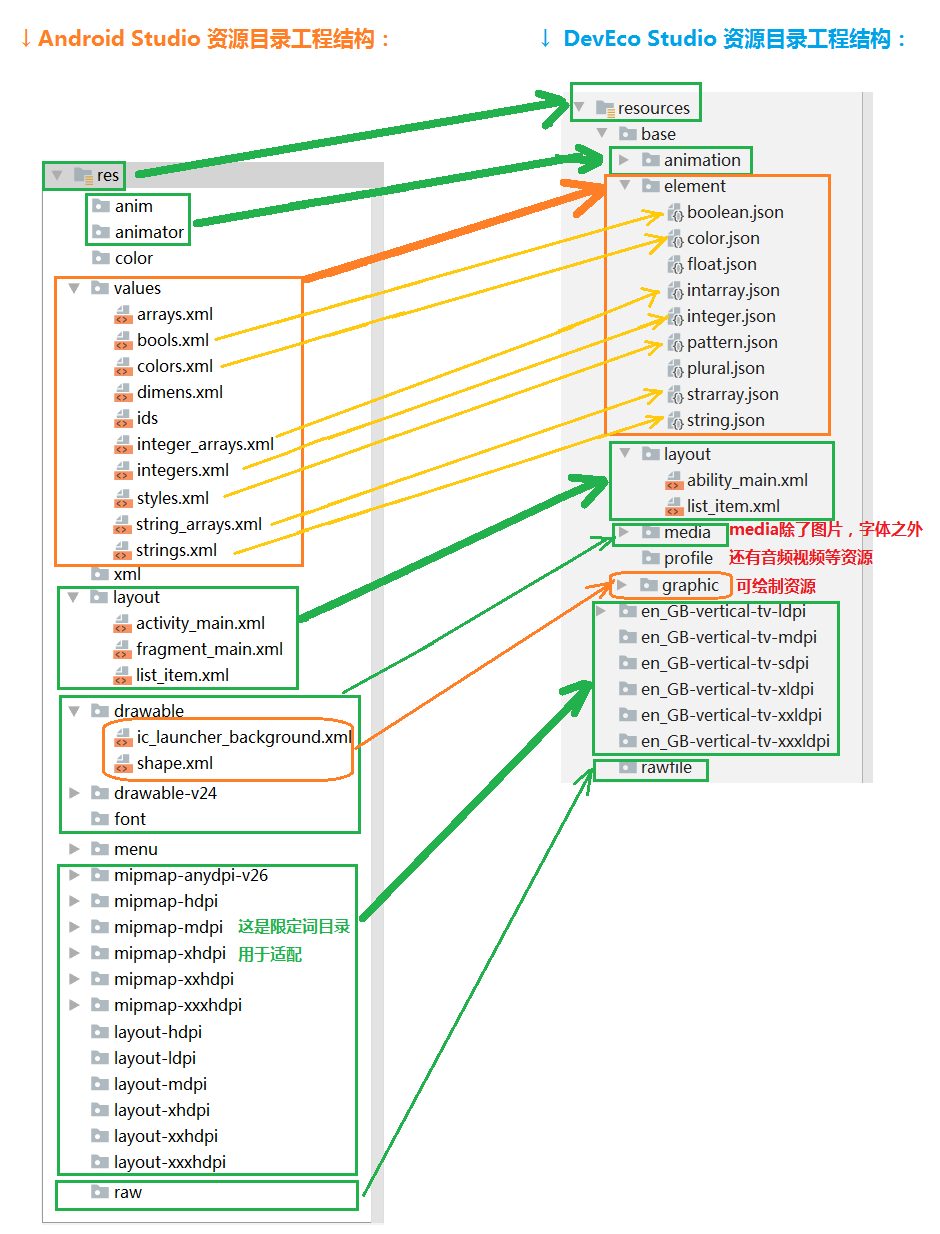 ↓Android Studio 资源目录工程结构：
↓ DevEco Studio 资源目录工程结构：
res
anim
animator
color
values
arrays.xml
bools.xml
colors.xml
dimens.xml
ids
integer_arrays.xml
integers.xml
styles.xml
string_arrays.xml
strings.xml
xml
layout
activity_main.xml
fragment_main.xml
list_item.xml
drawable
ic_launcher_background.xml
shape.xml
drawable-v24
font
menu
mipmap-anydpi-v26
mipmap-hdpi
mipmap-mdpi 这是限定词目录
mipmap-xhdpi 用于适配
mipmap-xxhdpi
mipmap-xxxhdpi
layout-hdpi
layout-ldpi
layout-mdpi
layout-xhdpi
layout-xxhdpi
layout-xxxhdpi
raw
resources
base
animation
element
boolean.json
color.json
float.json
intarray.json
integer.json
pattern.json
plural.json
strarray.json
string.json
layout
ability_main.xml
list_item.xml
media media除了图片，字体之外
profile 还有音频视频等资源
graphic 可绘制资源
en_GB-vertical-tv-ldpi
en_GB-vertical-tv-mdpi
en_GB-vertical-tv-sdpi
en_GB-vertical-tv-xldpi
en_GB-vertical-tv-xxldpi
en_GB-vertical-tv-xxxldpi
rawfile